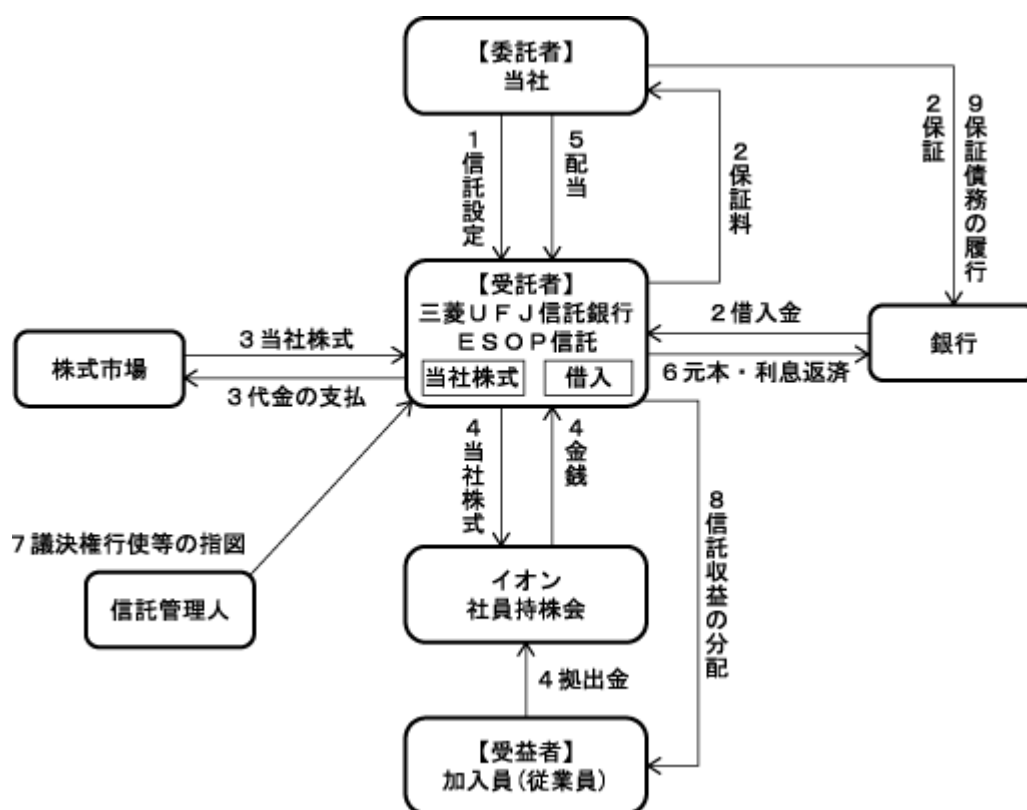 【委託者】
当社
1信託設定
5配当
2保証料
2保証
9保証債務の履行
【受託者】
三菱UFJ信託銀行
ESOP信託
当社株式
借入
株式市場
3当社株式
3代金の支払
2借入金
6元本・利息返済
銀行
4当社株式
4金銭
8信託収益の分配
7議決権行使等の指図
信託管理人
イオン
社員持株会
4拠出金
【受益者】
加入員(従業員)